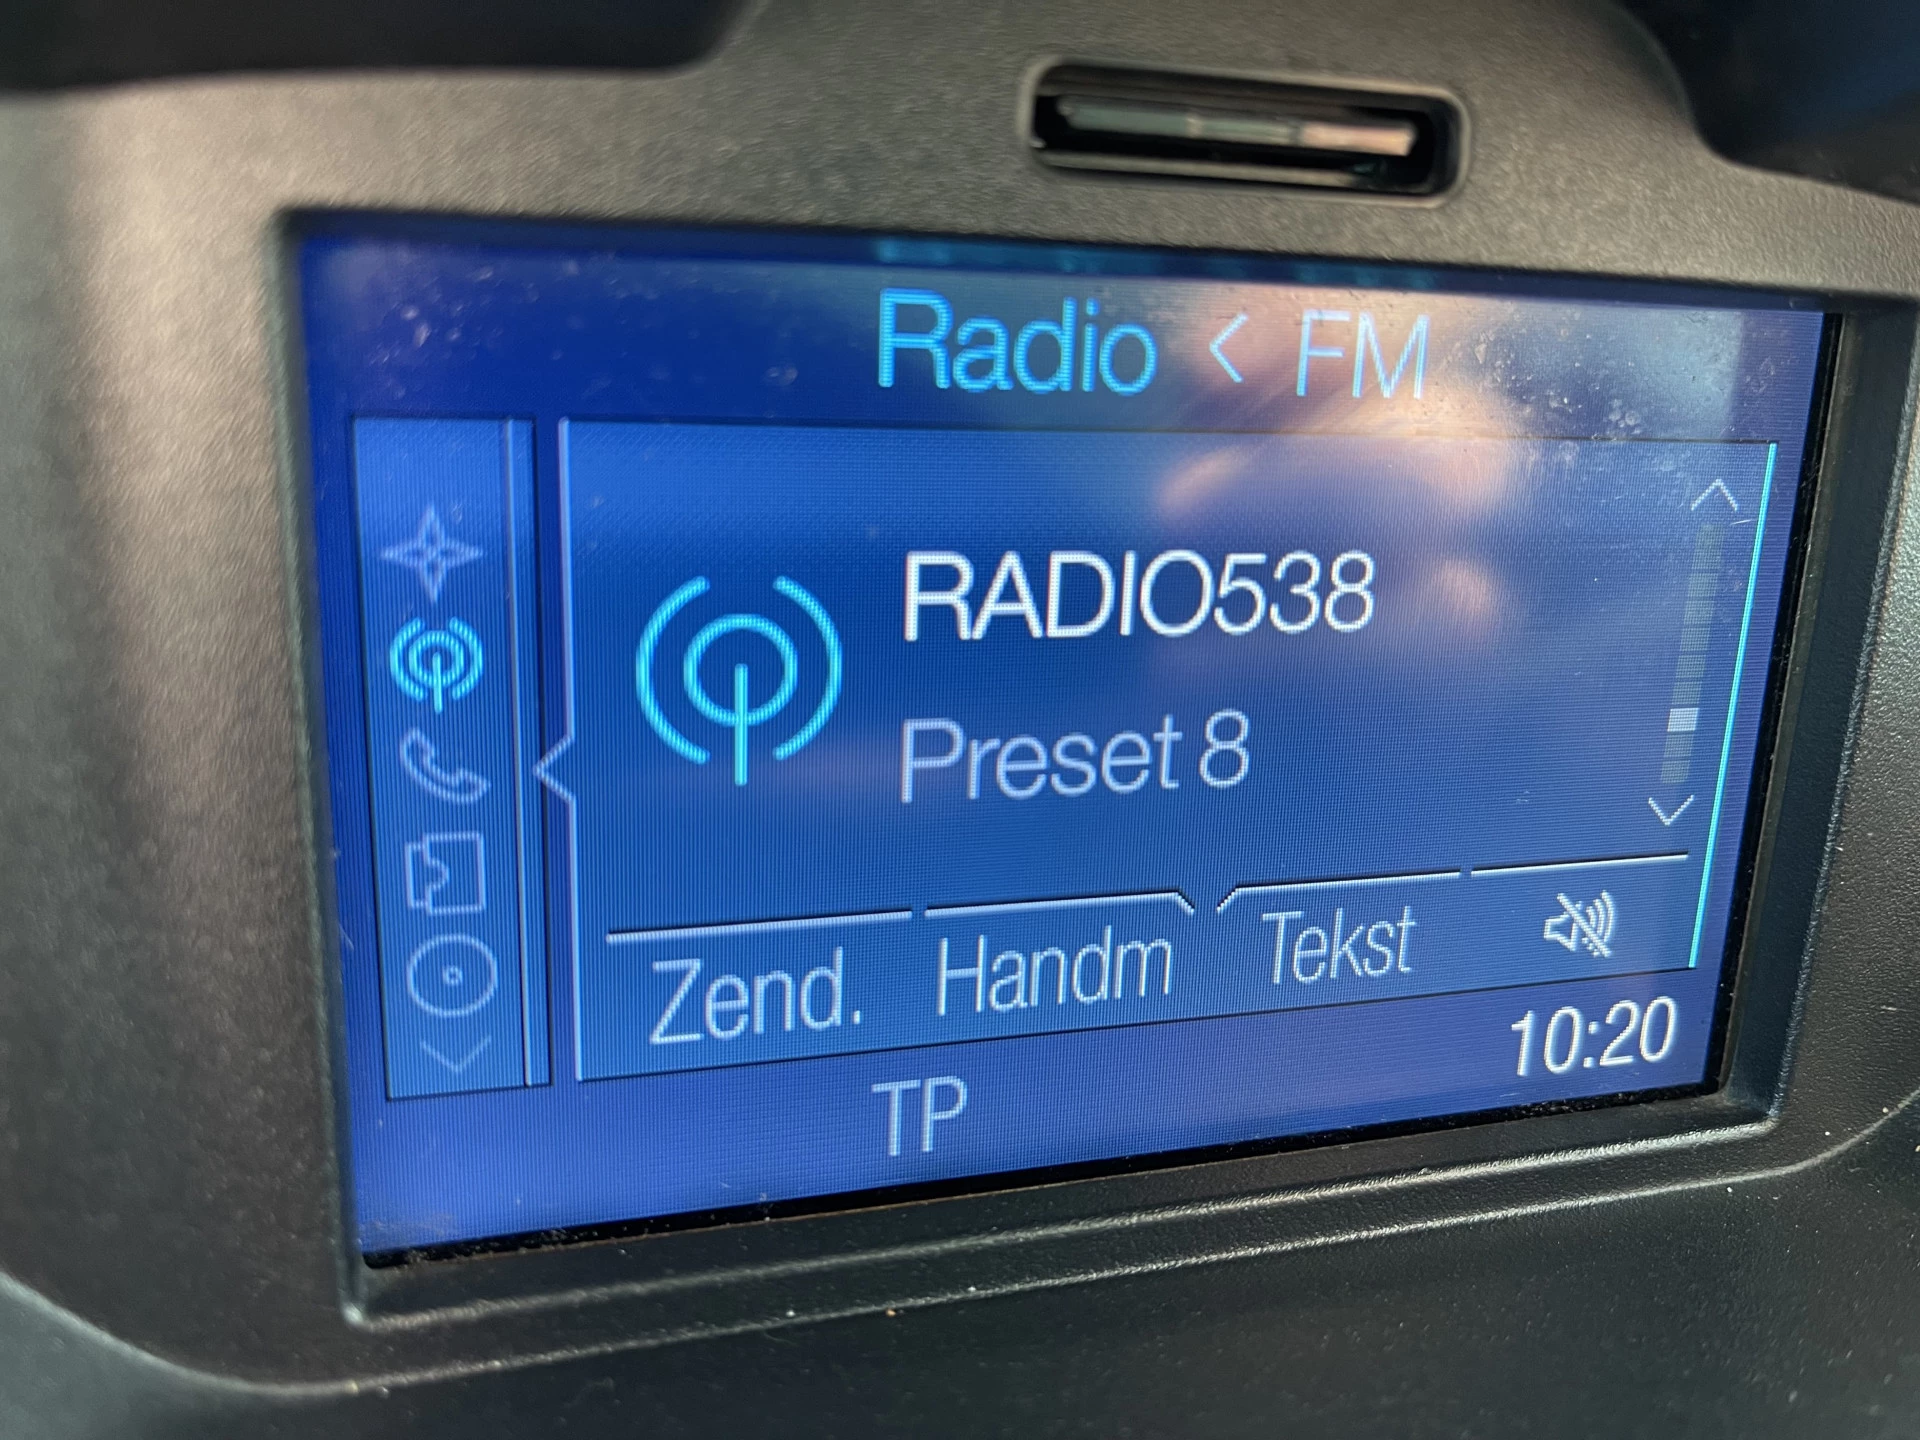 Radio < FM
RADIO538
Preset 8
Zend. Handm Tekst
TP 10:20